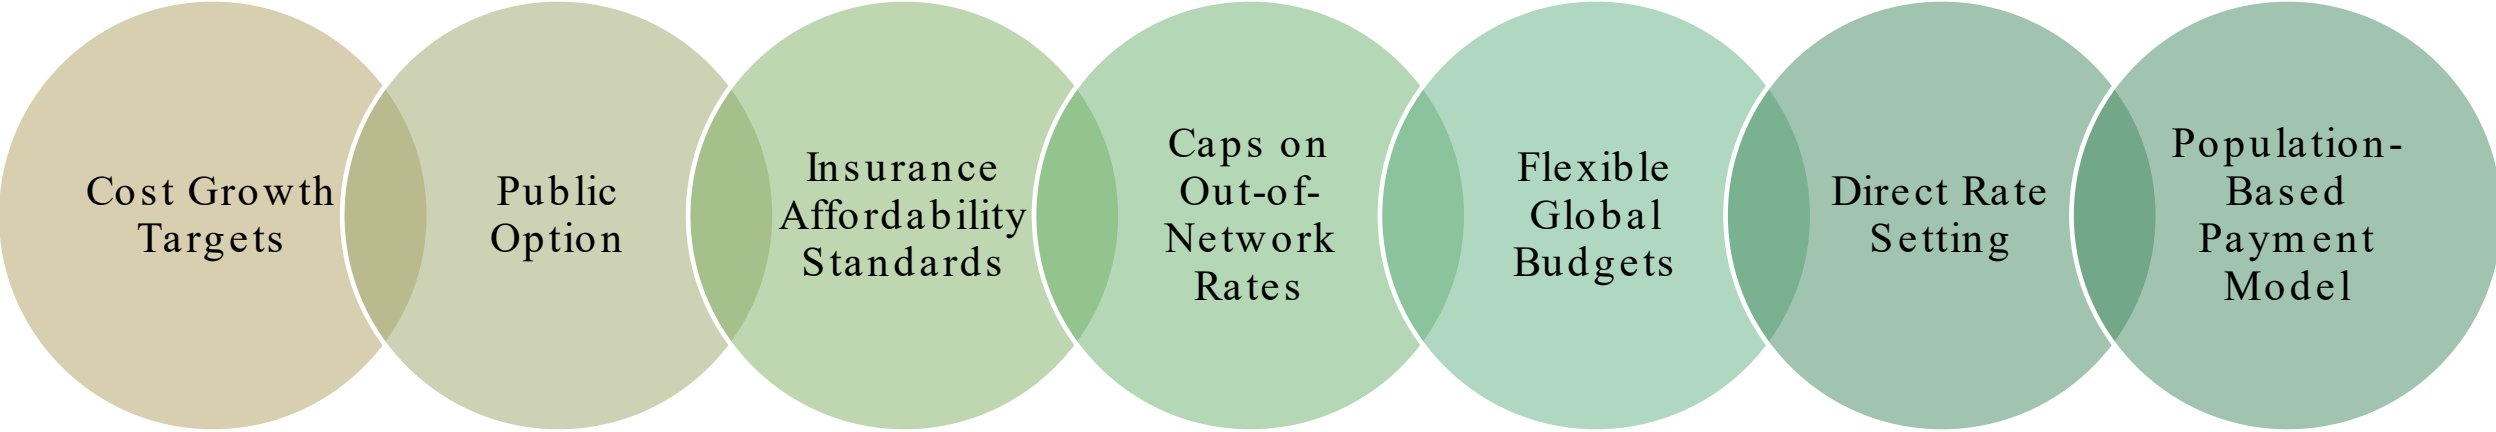 Cost Growth
Targets
Public
Option
Insurance
Affordability
Standards
Caps on
Out-of-
Network
Rates
Flexible
Global
Budgets
Direct Rate
Setting
Population-
Based
Payment
Model